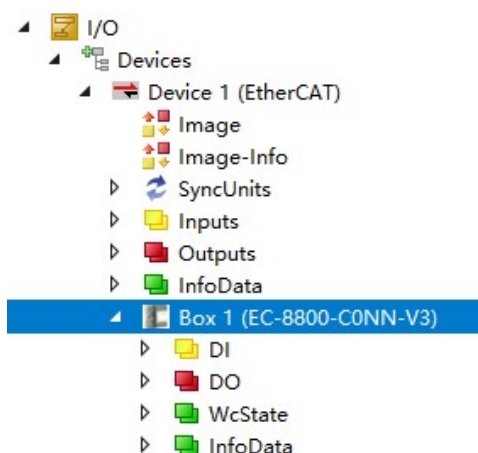 I/O
Devices
Device 1 (EtherCAT)
Image
Image-Info
SyncUnits
Inputs
Outputs
InfoData
Box 1 (EC-8800-C0NN-V3)
DI
DO
WcState
InfoData